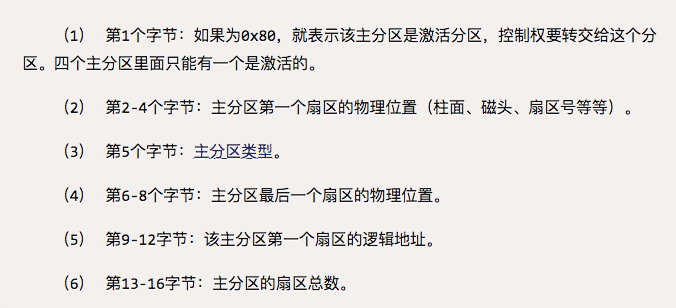 （1） 第1个字节：如果为0x80，就表示该主分区是激活分区，控制权要转交给这个分
区。四个主分区里面只能有一个是激活的。
（2） 第2-4个字节：主分区第一个扇区的物理位置（柱面、磁头、扇区号等等）。
（3） 第5个字节：主分区类型。
（4） 第6-8个字节：主分区最后一个扇区的物理位置。
（5） 第9-12字节：该主分区第一个扇区的逻辑地址。
（6） 第13-16字节：主分区的扇区总数。